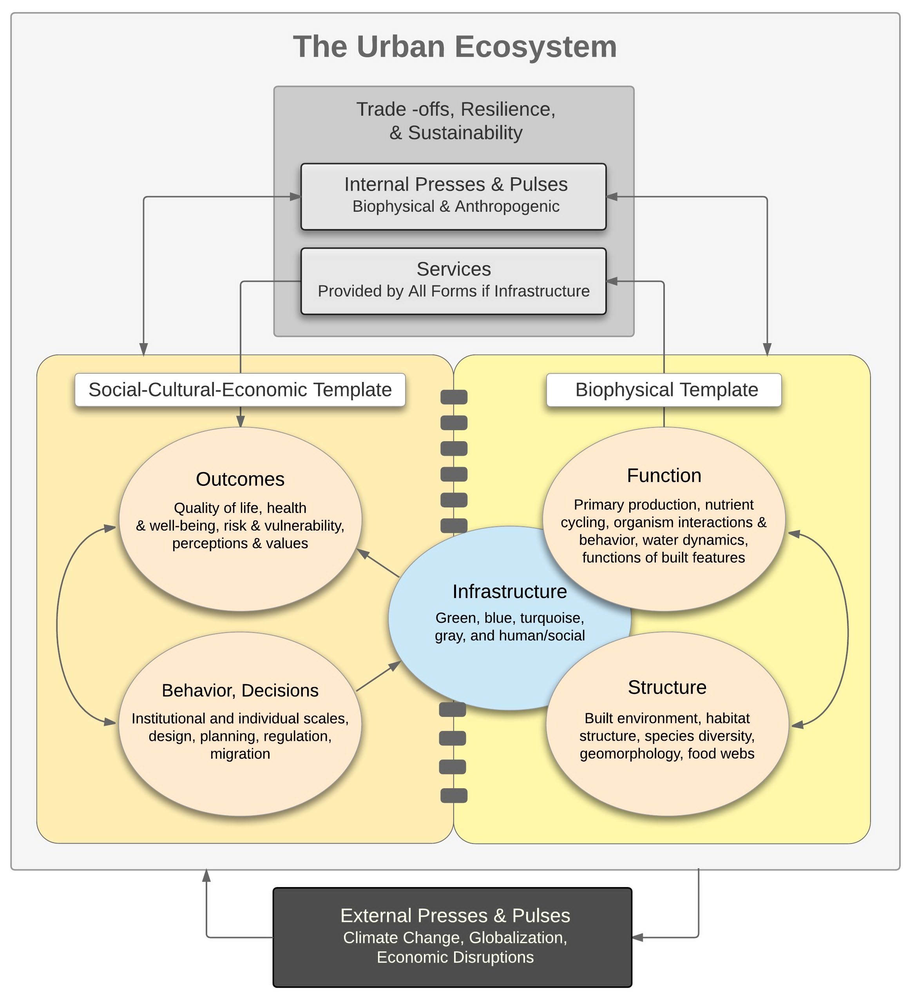 The Urban Ecosystem
Trade -offs, Resilience,
& Sustainability
Internal Presses & Pulses
Biophysical & Anthropogenic
Services
Provided by All Forms if Infrastructure
Social-Cultural-Economic Template
Biophysical Template
Outcomes
Quality of life, health
& well-being, risk & vulnerability,
perceptions & values
Function
Primary production, nutrient
cycling, organism interactions &
behavior, water dynamics,
functions of built features
Infrastructure
Green, blue, turquoise,
gray, and human/social
Behavior, Decisions
Institutional and individual scales,
design, planning, regulation,
migration
Structure
Built environment, habitat
structure, species diversity,
geomorphology, food webs
External Presses & Pulses
Climate Change, Globalization,
Economic Disruptions